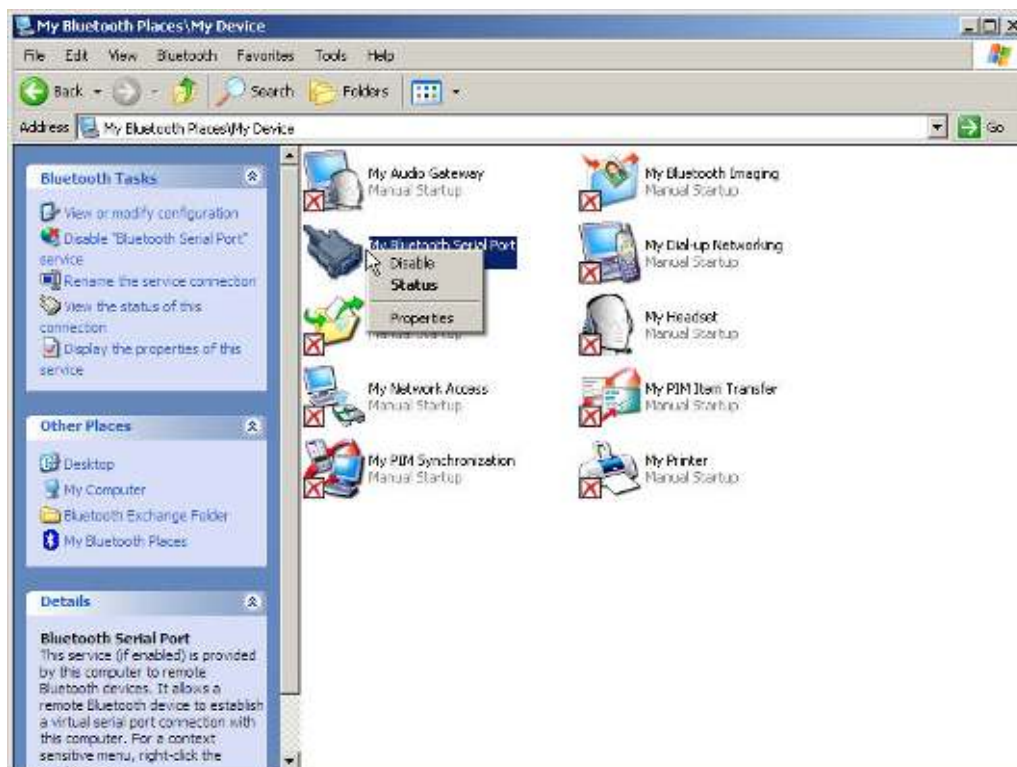 My Bluetooth Places\My Device
File Edit View Bluetooth Favorites Tools Help
Back Search Folders
Address My Bluetooth Places\My Device Go
Bluetooth Tasks
View or modify configuration
Disable "Bluetooth Serial Port"
service
Rename the service connection
View the status of this
connection
Display the properties of this
service
Other Places
Desktop
My Computer
Bluetooth Exchange Folder
My Bluetooth Places
Details
Bluetooth Serial Port
This service (if enabled) is provided
by this computer to remote
Bluetooth devices. It allows a
remote Bluetooth device to establish
a virtual serial port connection with
this computer. For a context
sensitive menu, right-click the
My Audio Gateway
Manual Startup
My Bluetooth Imaging
Manual Startup
My Bluetooth Serial Port
Disable
Status
Properties
My Dial-up Networking
Manual Startup
Manual Startup
My Headset
Manual Startup
My Network Access
Manual Startup
My PIM Item Transfer
Manual Startup
My PIM Synchronization
Manual Startup
My Printer
Manual Startup